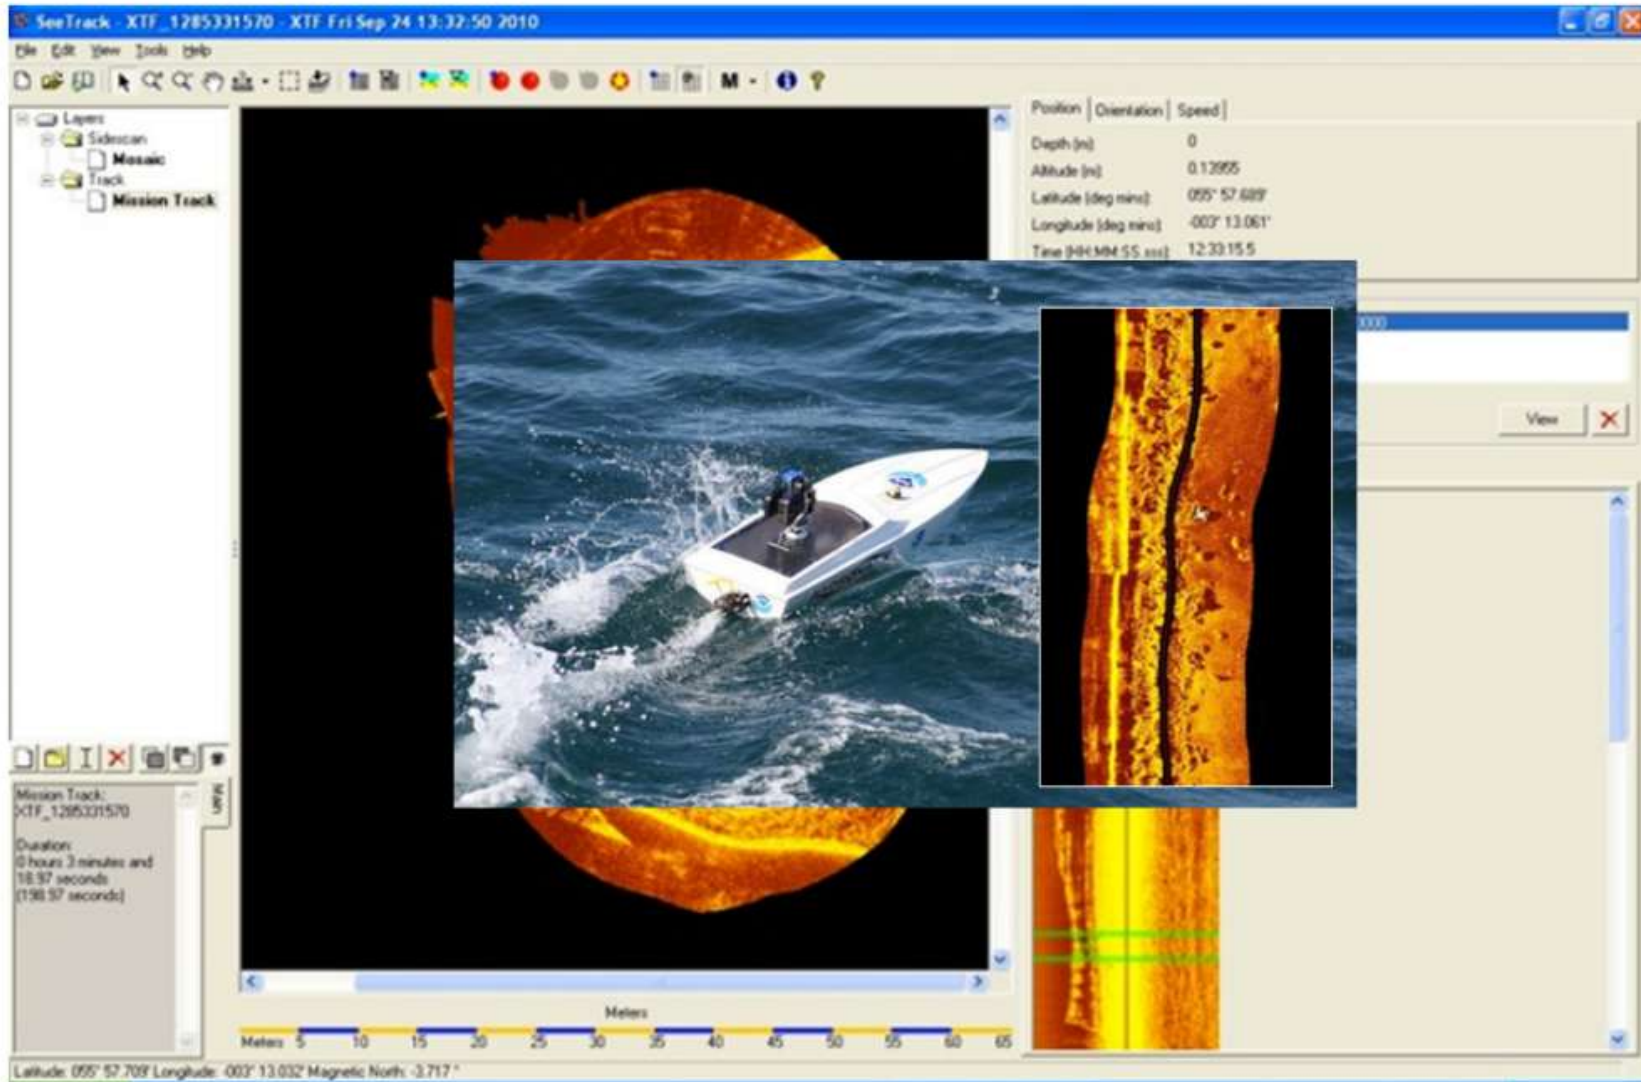 SeeTrack - XTF_1285331570 - XTF Fri Sep 24 13:32:50 2010
File Edit View Tools Help
M
Layers
Sidescan
Mosaic
Track
Mission Track
Position Orientation Speed
Depth (m) 0
Altitude (m) 0.13955
Latitude (deg mins) 055° 57.689'
Longitude (deg mins) -003° 13.061'
Time (HH:MM:SS.sss) 12:33:15.5
0000
View
Main
Mission Track:
XTF_1285331570
Duration:
0 hours 3 minutes and
18.97 seconds
(198.97 seconds)
Meters
Meters 5 10 15 20 25 30 35 40 45 50 55 60 65
Latitude: 055° 57.709' Longitude: -003° 13.032' Magnetic North: -3.717 °